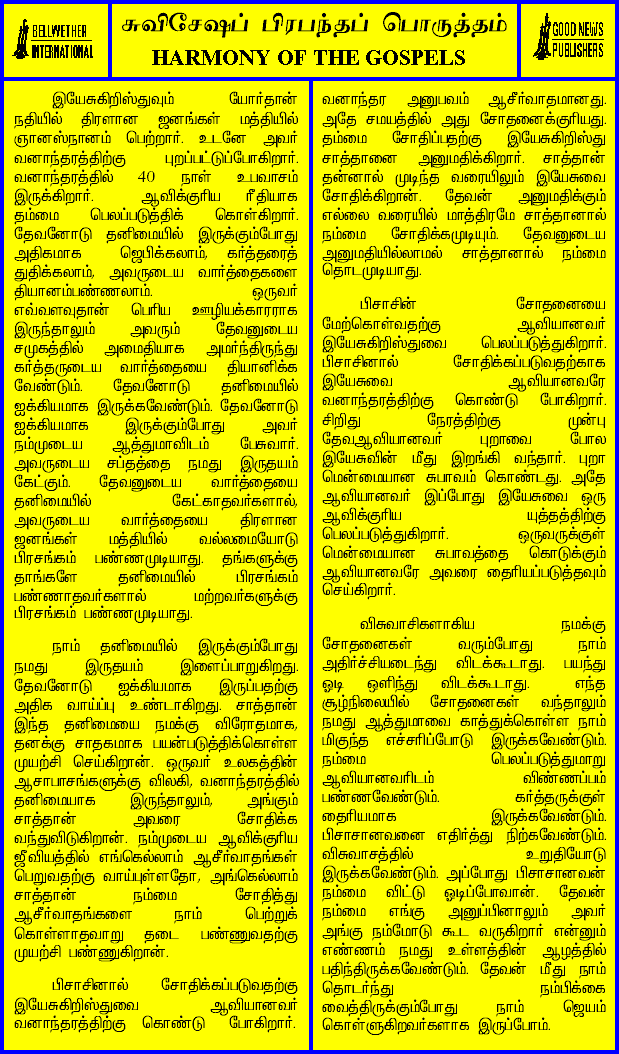 BELLWETHER
INTERNATIONAL
சுவிசேஷப் பிரபந்தப் பொருத்தம்
HARMONY OF THE GOSPELS
GOOD NEWS
PUBLISHERS
இயேசுகிறிஸ்துவும் யோர்தான்
நதியில் திரளான ஜனங்கள் மத்தியில்
ஞானஸ்நானம் பெற்றார். உடனே அவர்
வனாந்தரத்திற்கு புறப்பட்டுப்போகிறார்.
வனாந்தரத்தில் 40 நாள் உபவாசம்
இருக்கிறார். ஆவிக்குரிய ரீதியாக
தம்மை பெலப்படுத்திக் கொள்கிறார்.
தேவனோடு தனிமையில் இருக்கும்போது
அதிகமாக ஜெபிக்கலாம், கர்த்தரைத்
துதிக்கலாம், அவருடைய வார்த்தைகளை
தியானம்பண்ணலாம். ஒருவர்
எவ்வளவுதான் பெரிய ஊழியக்காரராக
இருந்தாலும் அவரும் தேவனுடைய
சமுகத்தில் அமைதியாக அமர்ந்திருந்து
கர்த்தருடைய வார்த்தையை தியானிக்க
வேண்டும். தேவனோடு தனிமையில்
ஐக்கியமாக இருக்கவேண்டும். தேவனோடு
ஐக்கியமாக இருக்கும்போது அவர்
நம்முடைய ஆத்துமாவிடம் பேசுவார்.
அவருடைய சப்தத்தை நமது இருதயம்
கேட்கும். தேவனுடைய வார்த்தையை
தனிமையில் கேட்காதவர்களால்,
அவருடைய வார்த்தையை திரளான
ஜனங்கள் மத்தியில் வல்லமையோடு
பிரசங்கம் பண்ணமுடியாது. தங்களுக்கு
தாங்களே தனிமையில் பிரசங்கம்
பண்ணாதவர்களால் மற்றவர்களுக்கு
பிரசங்கம் பண்ணமுடியாது.
நாம் தனிமையில் இருக்கும்போது
நமது இருதயம் இளைப்பாறுகிறது.
தேவனோடு ஐக்கியமாக இருப்பதற்கு
அதிக வாய்ப்பு உண்டாகிறது. சாத்தான்
இந்த தனிமையை நமக்கு விரோதமாக,
தனக்கு சாதகமாக பயன்படுத்திக்கொள்ள
முயற்சி செய்கிறான். ஒருவர் உலகத்தின்
ஆசாபாசங்களுக்கு விலகி, வனாந்தரத்தில்
தனிமையாக இருந்தாலும், அங்கும்
சாத்தான் அவரை சோதிக்க
வந்துவிடுகிறான். நம்முடைய ஆவிக்குரிய
ஜீவியத்தில் எங்கெல்லாம் ஆசீர்வாதங்கள்
பெறுவதற்கு வாய்புள்ளதோ, அங்கெல்லாம்
சாத்தான் நம்மை சோதித்து
ஆசீர்வாதங்களை நாம் பெற்றுக்
கொள்ளாதவாறு தடை பண்ணுவதற்கு
முயற்சி பண்ணுகிறான்.
பிசாசினால் சோதிக்கப்படுவதற்கு
இயேசுகிறிஸ்துவை ஆவியானவர்
வனாந்தரத்திற்கு கொண்டு போகிறார்.
வனாந்தர அனுபவம் ஆசீர்வாதமானது.
அதே சமயத்தில் அது சோதனைக்குரியது.
தம்மை சோதிப்பதற்கு இயேசுகிறிஸ்து
சாத்தானை அனுமதிக்கிறார். சாத்தான்
தன்னால் முடிந்த வரையிலும் இயேசுவை
சோதிக்கிறான். தேவன் அனுமதிக்கும்
எல்லை வரையில் மாத்திரமே சாத்தானால்
நம்மை சோதிக்கமுடியும். தேவனுடைய
அனுமதியில்லாமல் சாத்தானால் நம்மை
தொடமுடியாது.
பிசாசின் சோதனையை
மேற்கொள்வதற்கு ஆவியானவர்
இயேசுகிறிஸ்துவை பெலப்படுத்துகிறார்.
பிசாசினால் சோதிக்கப்படுவதற்காக
இயேசுவை ஆவியானவரே
வனாந்தரத்திற்கு கொண்டு போகிறார்.
சிறிது நேரத்திற்கு முன்பு
தேவஆவியானவர் புறாவை போல
இயேசுவின் மீது இறங்கி வந்தார். புறா
மென்மையான சுபாவம் கொண்டது. அதே
ஆவியானவர் இப்போது இயேசுவை ஒரு
ஆவிக்குரிய யுத்தத்திற்கு
பெலப்படுத்துகிறார். ஒருவருக்குள்
மென்மையான சுபாவத்தை கொடுக்கும்
ஆவியானவரே அவரை தைரியப்படுத்தவும்
செய்கிறார்.
விசுவாசிகளாகிய நமக்கு
சோதனைகள் வரும்போது நாம்
அதிர்ச்சியடைந்து விடக்கூடாது. பயந்து
ஓடி ஒளிந்து விடக்கூடாது. எந்த
சூழ்நிலையில் சோதனைகள் வந்தாலும்
நமது ஆத்துமாவை காத்துக்கொள்ள நாம்
மிகுந்த எச்சரிப்போடு இருக்கவேண்டும்.
நம்மை பெலப்படுத்துமாறு
ஆவியானவரிடம் விண்ணப்பம்
பண்ணவேண்டும். கர்த்தருக்குள்
தைரியமாக இருக்கவேண்டும்.
பிசாசானவனை எதிர்த்து நிற்கவேண்டும்.
விசுவாசத்தில் உறுதியோடு
இருக்கவேண்டும். அப்போது பிசாசானவன்
நம்மை விட்டு ஓடிப்போவான். தேவன்
நம்மை எங்கு அனுப்பினாலும் அவர்
அங்கு நம்மோடு கூட வருகிறார் என்னும்
எண்ணம் நமது உள்ளத்தின் ஆழத்தில்
பதிந்திருக்கவேண்டும். தேவன் மீது நாம்
தொடர்ந்து நம்பிக்கை
வைத்திருக்கும்போது நாம் ஜெயம்
கொள்ளுகிறவர்களாக இருப்போம்.